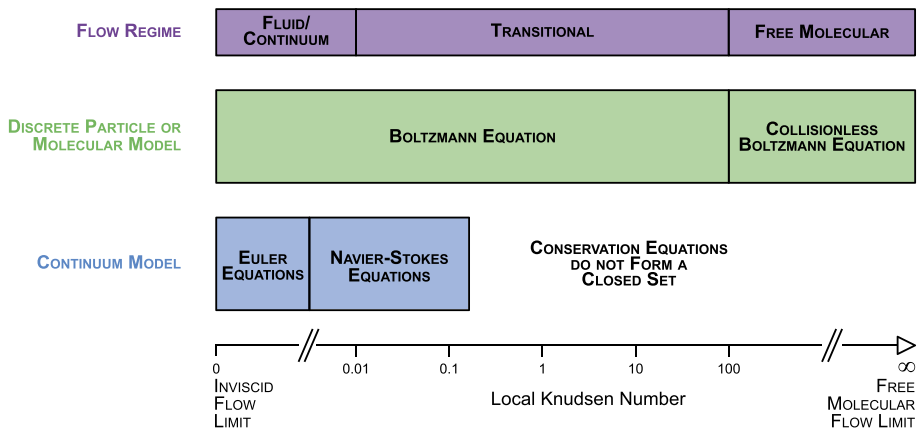 FLOW REGIME
FLUID/
CONTINUUM
TRANSITIONAL
FREE MOLECULAR
DISCRETE PARTICLE OR
MOLECULAR MODEL
BOLTZMANN EQUATION
COLLISIONLESS
BOLTZMANN EQUATION
CONTINUUM MODEL
EULER
EQUATIONS
NAVIER-STOKES
EQUATIONS
CONSERVATION EQUATIONS
DO NOT FORM A
CLOSED SET
0
0.01
0.1
1
10
100
∞
INVISCID
FLOW
LIMIT
Local Knudsen Number
FREE
MOLECULAR
FLOW LIMIT